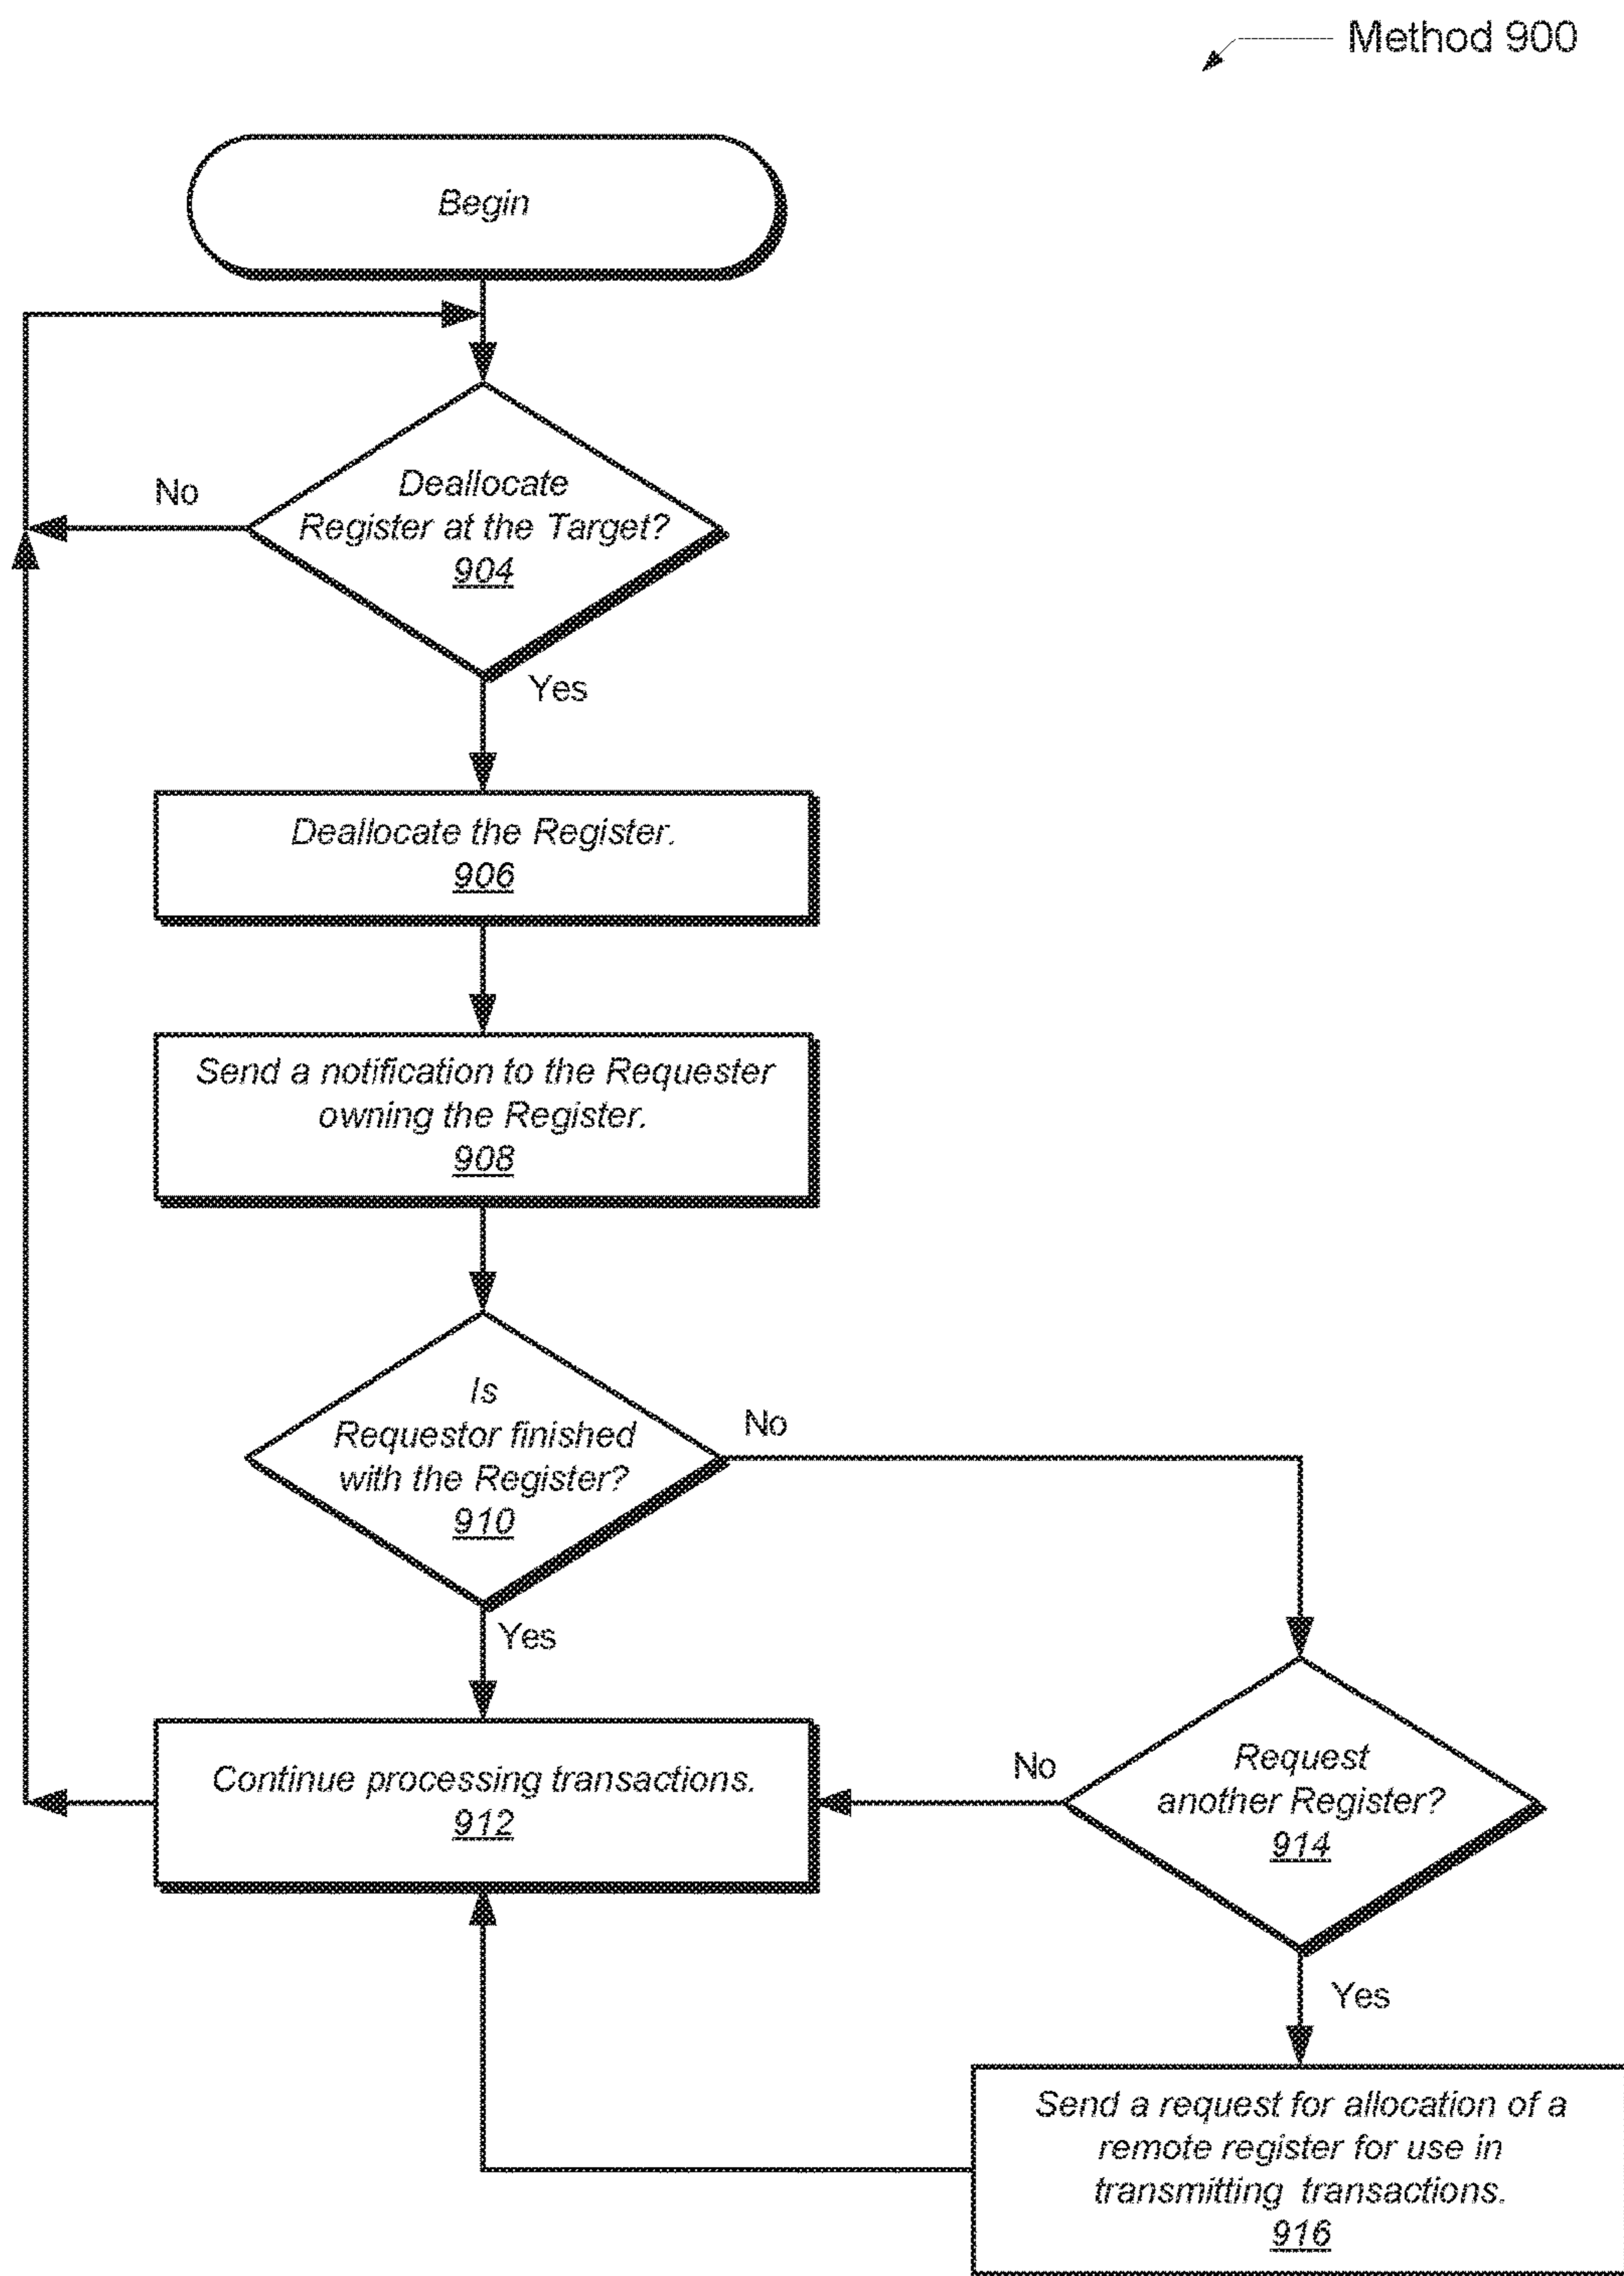 Method 900
Begin
Deallocate
Register at the Target?
904
No
Yes
Deallocate the Register.
906
Send a notification to the Requester
owning the Register.
908
Is
Requestor finished
with the Register?
910
No
Yes
Continue processing transactions.
912
No
Request
another Register?
914
Yes
Send a request for allocation of a
remote register for use in
transmitting transactions.
916